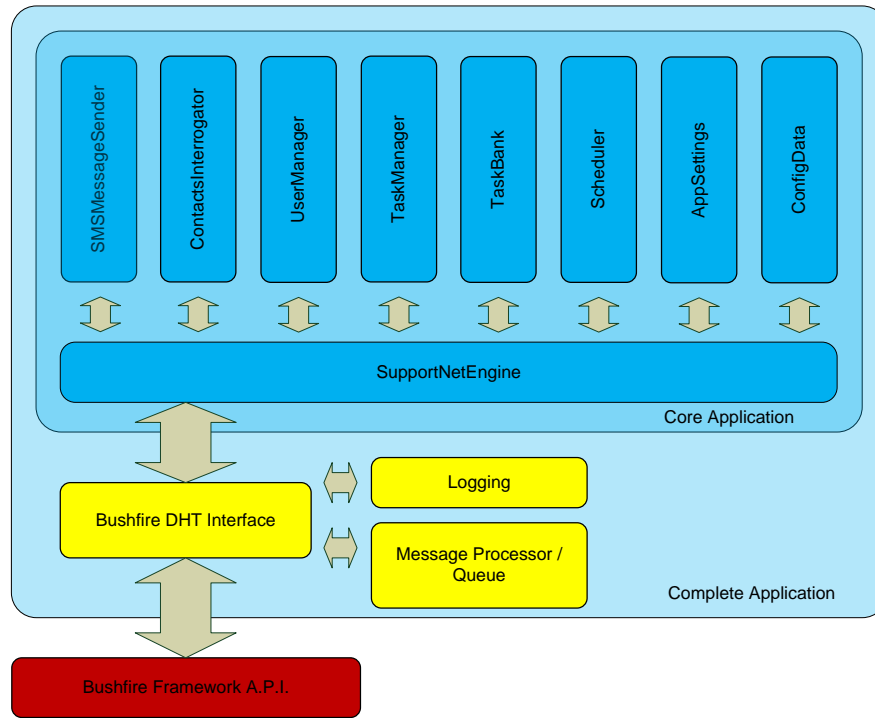 SMSMessageSender
ContactsInterrogator
UserManager
TaskManager
TaskBank
Scheduler
AppSettings
ConfigData
SupportNetEngine
Core Application
Logging
Bushfire DHT Interface
Message Processor /
Queue
Complete Application
Bushfire Framework A.P.I.